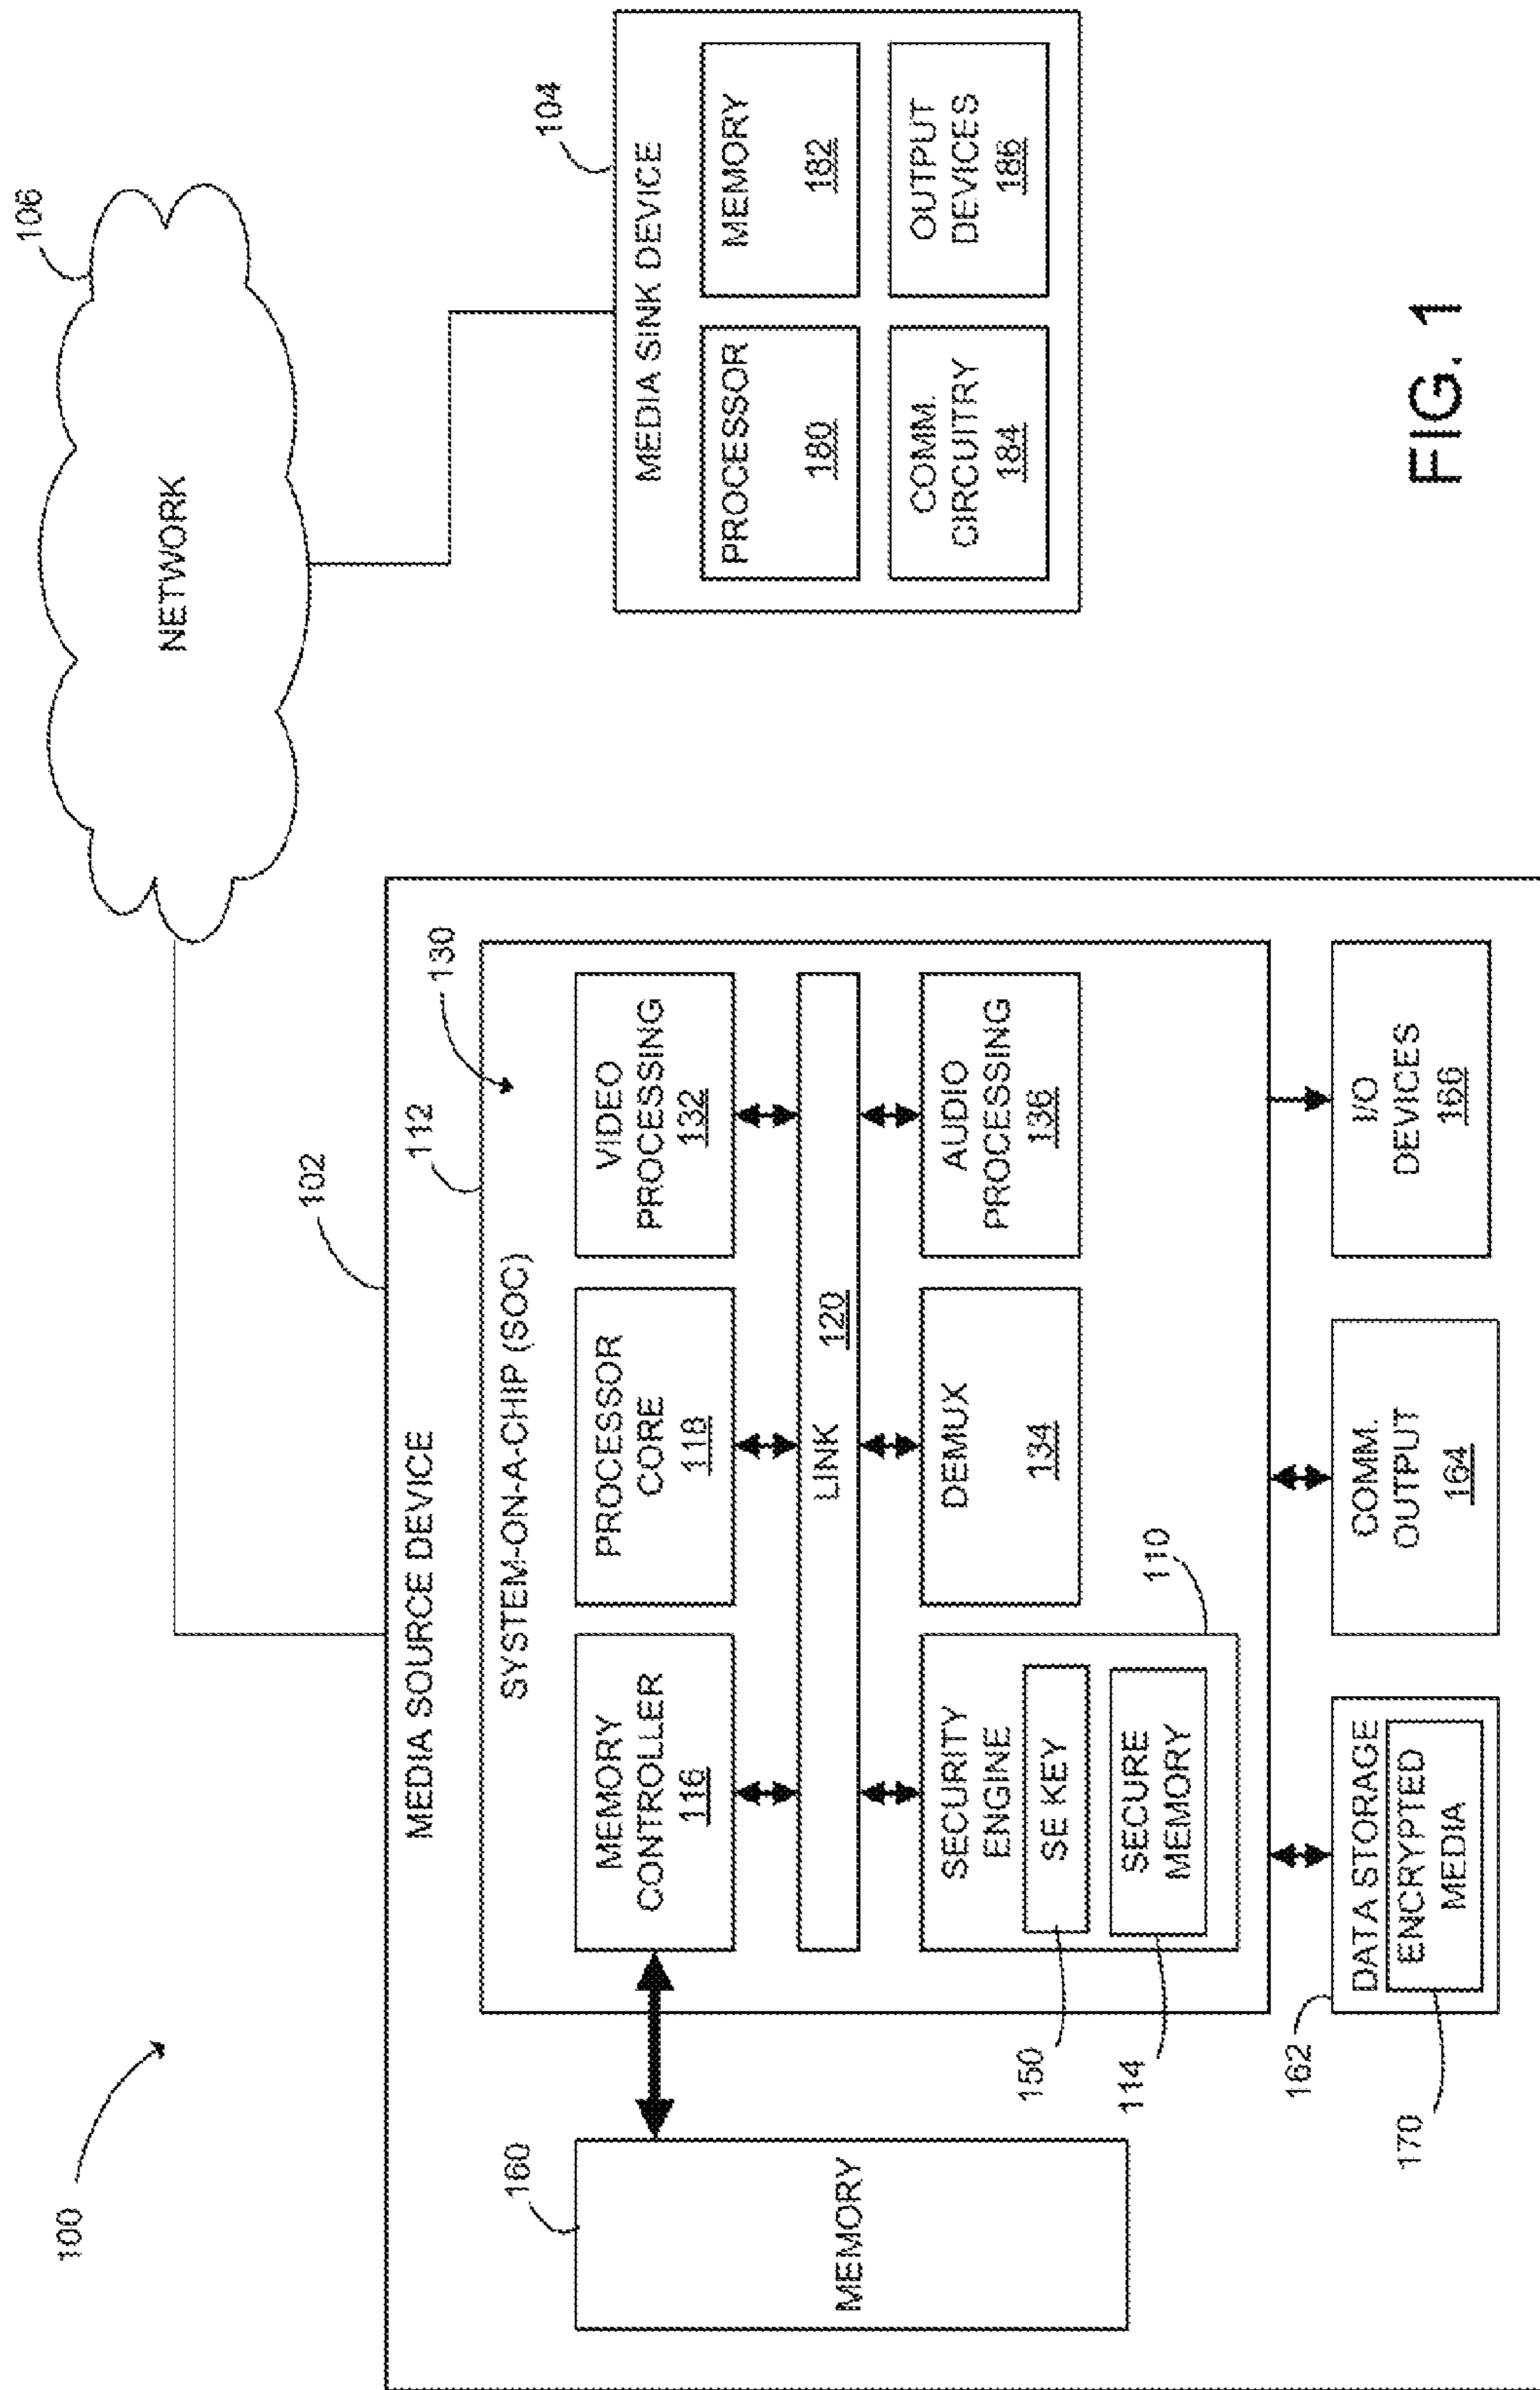 100
106
NETWORK
102
MEDIA SOURCE DEVICE
112
SYSTEM-ON-A-CHIP (SOC)
130
160
MEMORY
MEMORY
CONTROLLER
116
PROCESSOR
CORE
118
VIDEO
PROCESSING
132
LINK
120
SECURITY
ENGINE
SE KEY
SECURE
MEMORY
110
150
114
DEMUX
134
AUDIO
PROCESSING
136
162
DATA STORAGE
ENCRYPTED
MEDIA
170
COMM.
OUTPUT
164
I/O
DEVICES
166
104
MEDIA SINK DEVICE
PROCESSOR
180
MEMORY
182
COMM.
CIRCUITRY
184
OUTPUT
DEVICES
186
FIG. 1